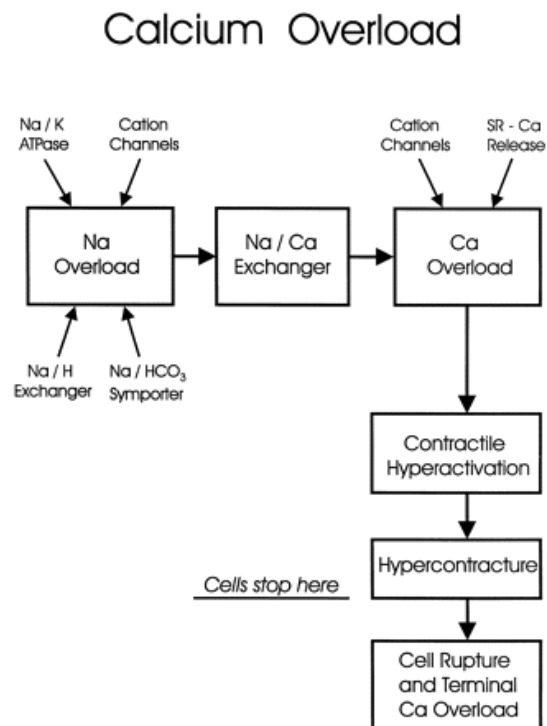 Calcium Overload
Na / K
ATPase
Cation
Channels
Cation
Channels
SR - Ca
Release
Na
Overload
Na / Ca
Exchanger
Ca
Overload
Na / H
Exchanger
Na / HCO₃
Symporter
Contractile
Hyperactivation
Hypercontracture
Cells stop here
Cell Rupture
and Terminal
Ca Overload